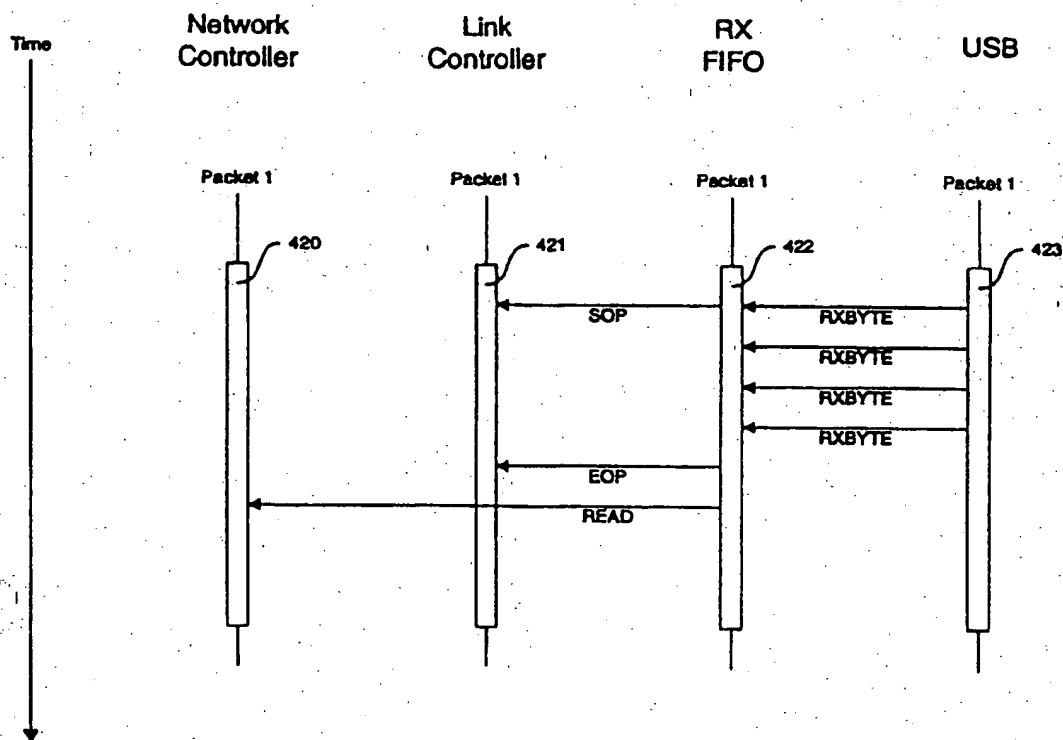 Time
Network
Controller
Link
Controller
RX
FIFO
USB
Packet 1
Packet 1
Packet 1
Packet 1
420
421
422
423
SOP
RXBYTE
RXBYTE
RXBYTE
RXBYTE
EOP
READ